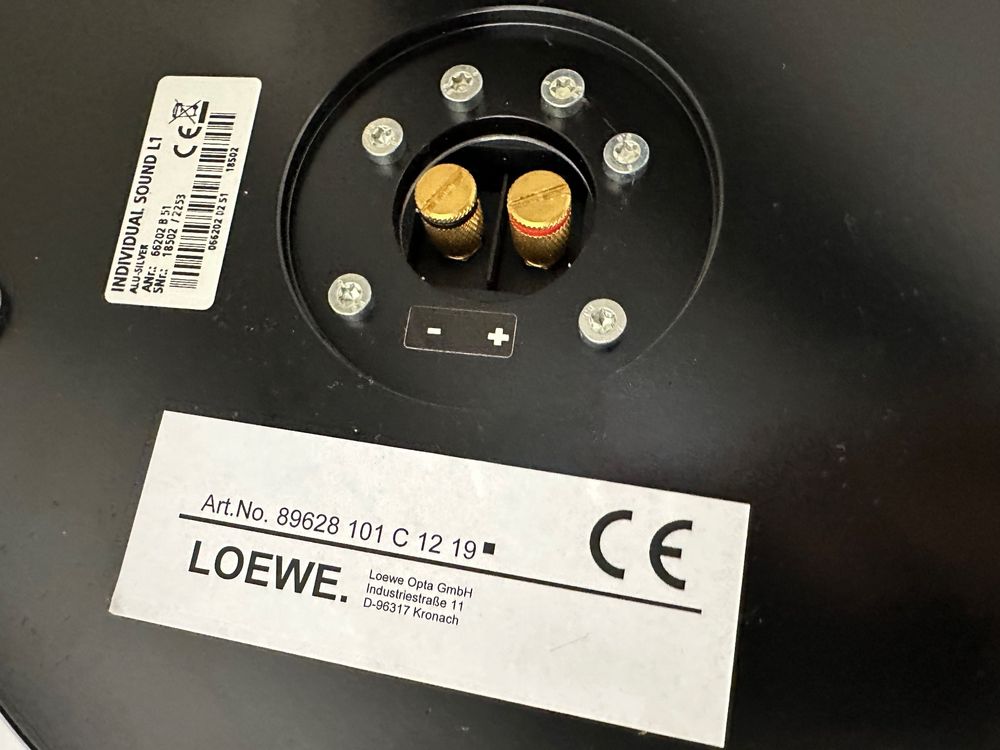 INDIVIDUAL SOUND L1
ALU-SILVER
ANr.: 66202 B 51
SNr.: 18502 / 2253
CE
066202 D2 51 18502
- +
Art.No. 89628 101 C 12 19
CE
LOEWE.
Loewe Opta GmbH
Industriestraße 11
D-96317 Kronach